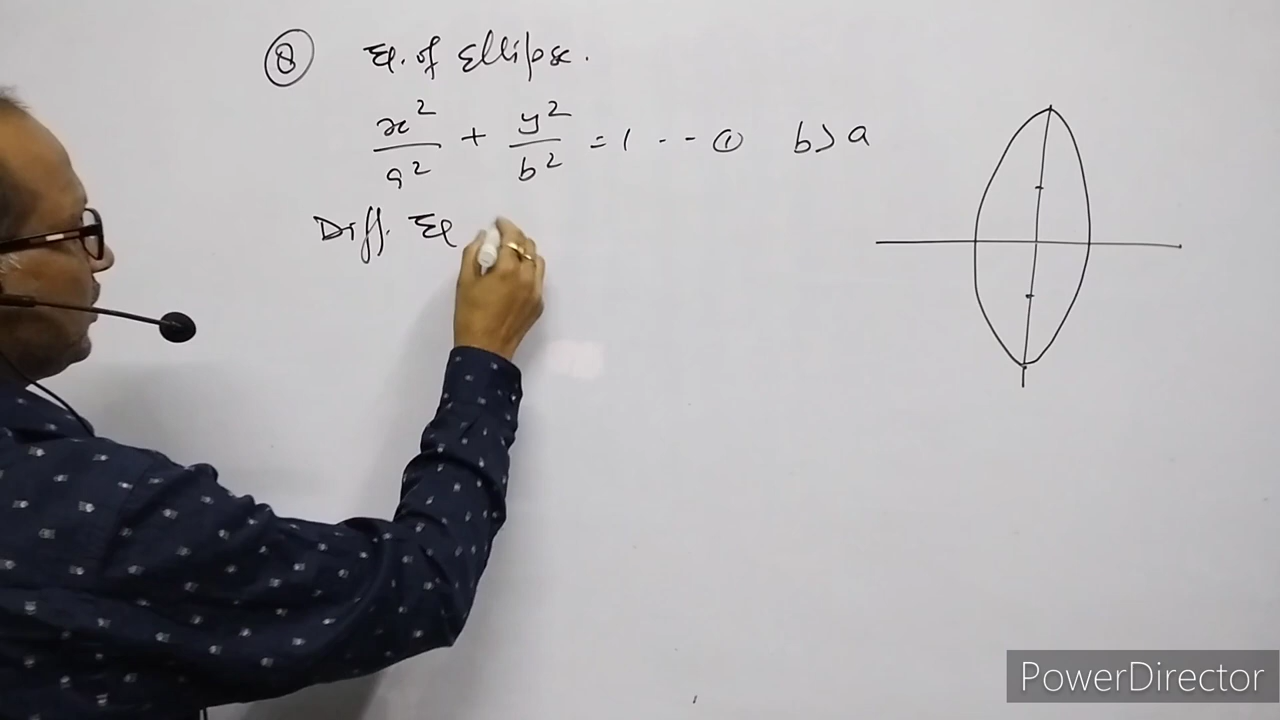 ⑧ Eq. of Ellipse.
x²/a² + y²/b² = 1 -- ① b>a
Diff. Eq
PowerDirector